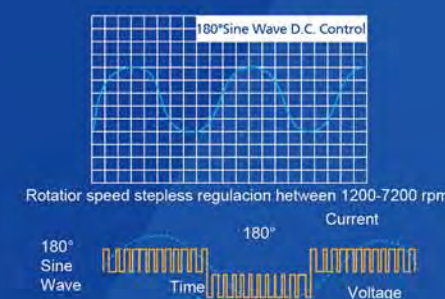 180°Sine Wave D.C. Control
Rotatior speed stepless regulacion hetween 1200-7200 rpm
Current
180°
180°
Sine
Wave
Time
Voltage